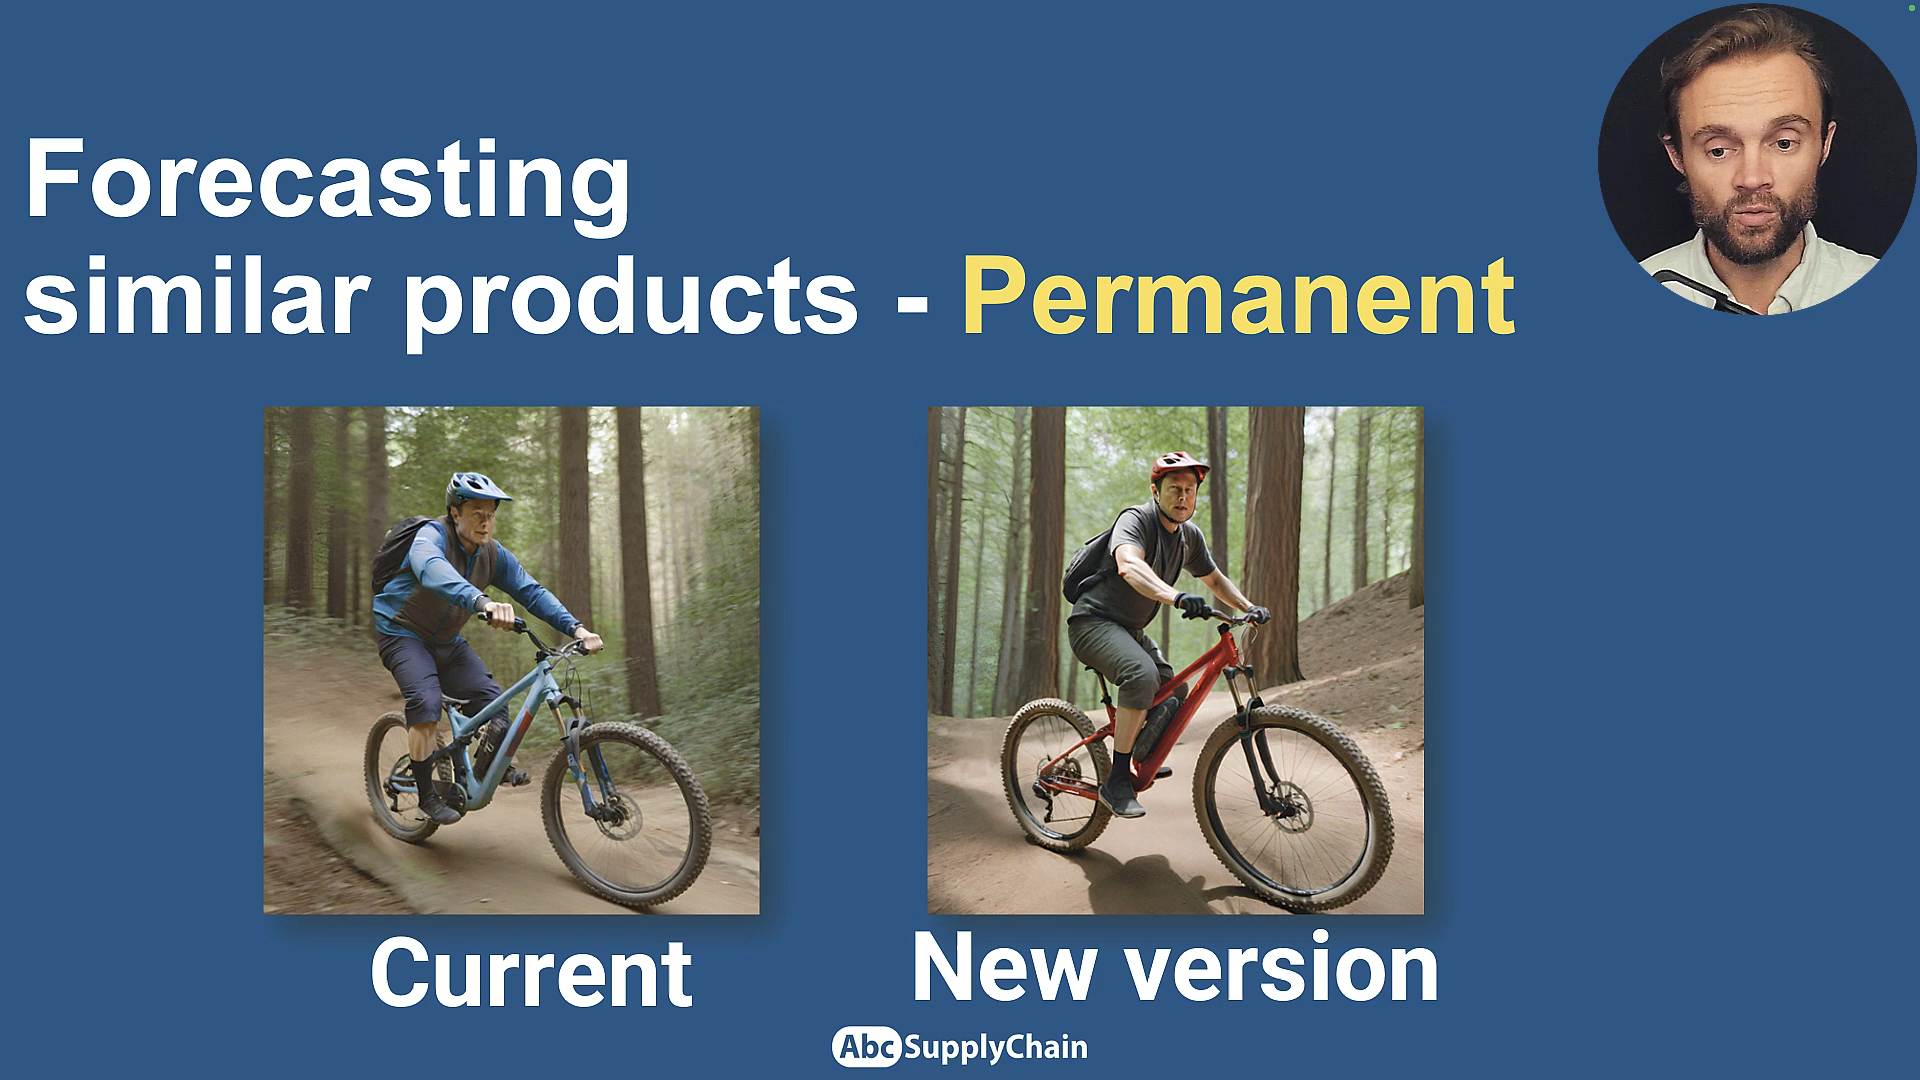 Forecasting
similar products - Permanent
Current
New version
AbcSupplyChain